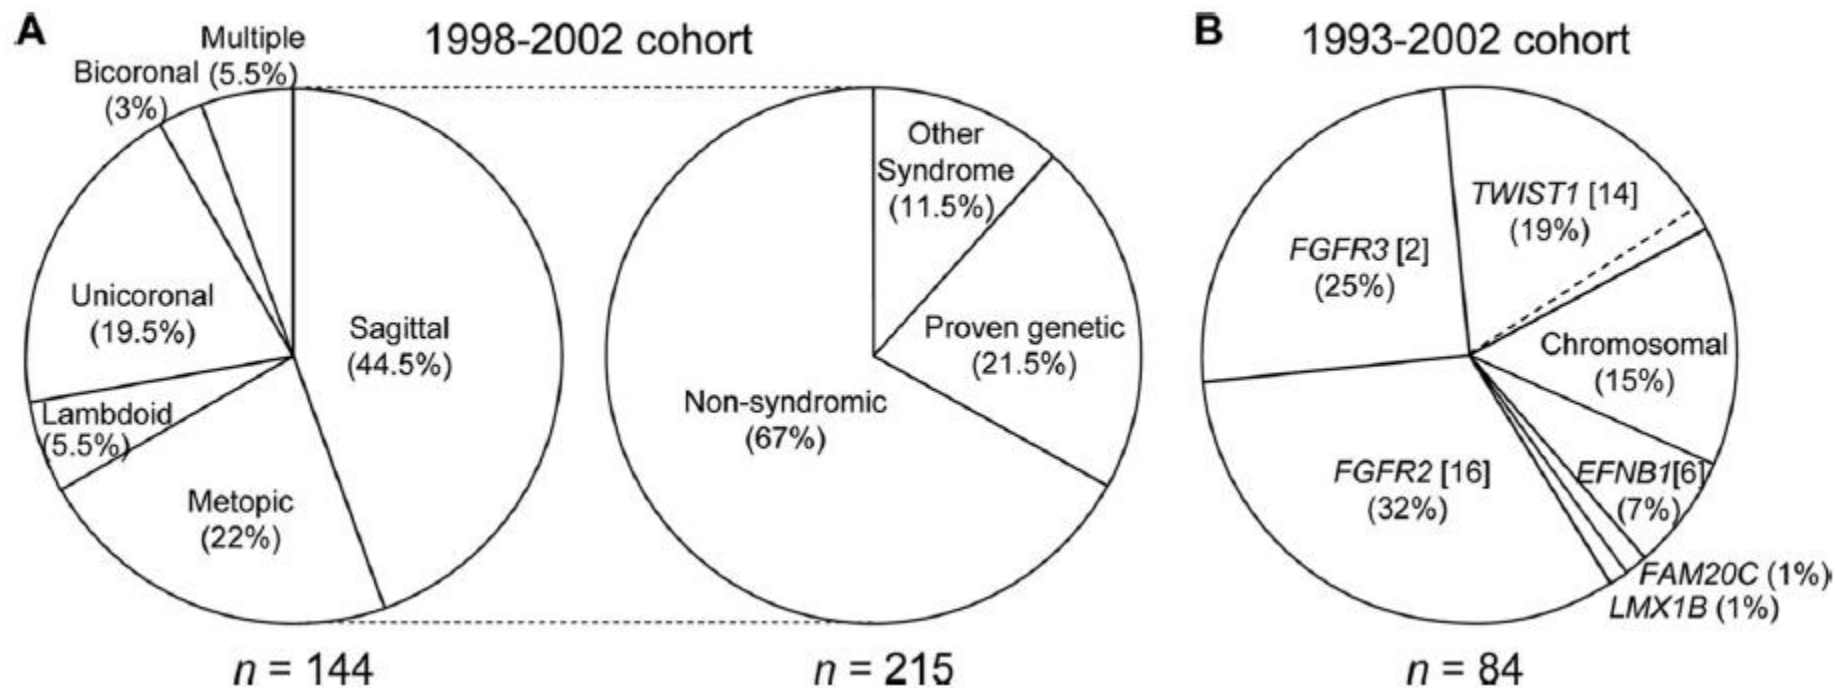 A
1998-2002 cohort
Multiple
(5.5%)
Bicoronal
(3%)
Unicoronal
(19.5%)
Sagittal
(44.5%)
Lambdoid
(5.5%)
Metopic
(22%)
n = 144
Other
Syndrome
(11.5%)
Proven genetic
(21.5%)
Non-syndromic
(67%)
n = 215
B
1993-2002 cohort
TWIST1 [14]
(19%)
FGFR3 [2]
(25%)
Chromosomal
(15%)
FGFR2 [16]
(32%)
EFNB1[6]
(7%)
FAM20C (1%)
LMX1B (1%)
n = 84